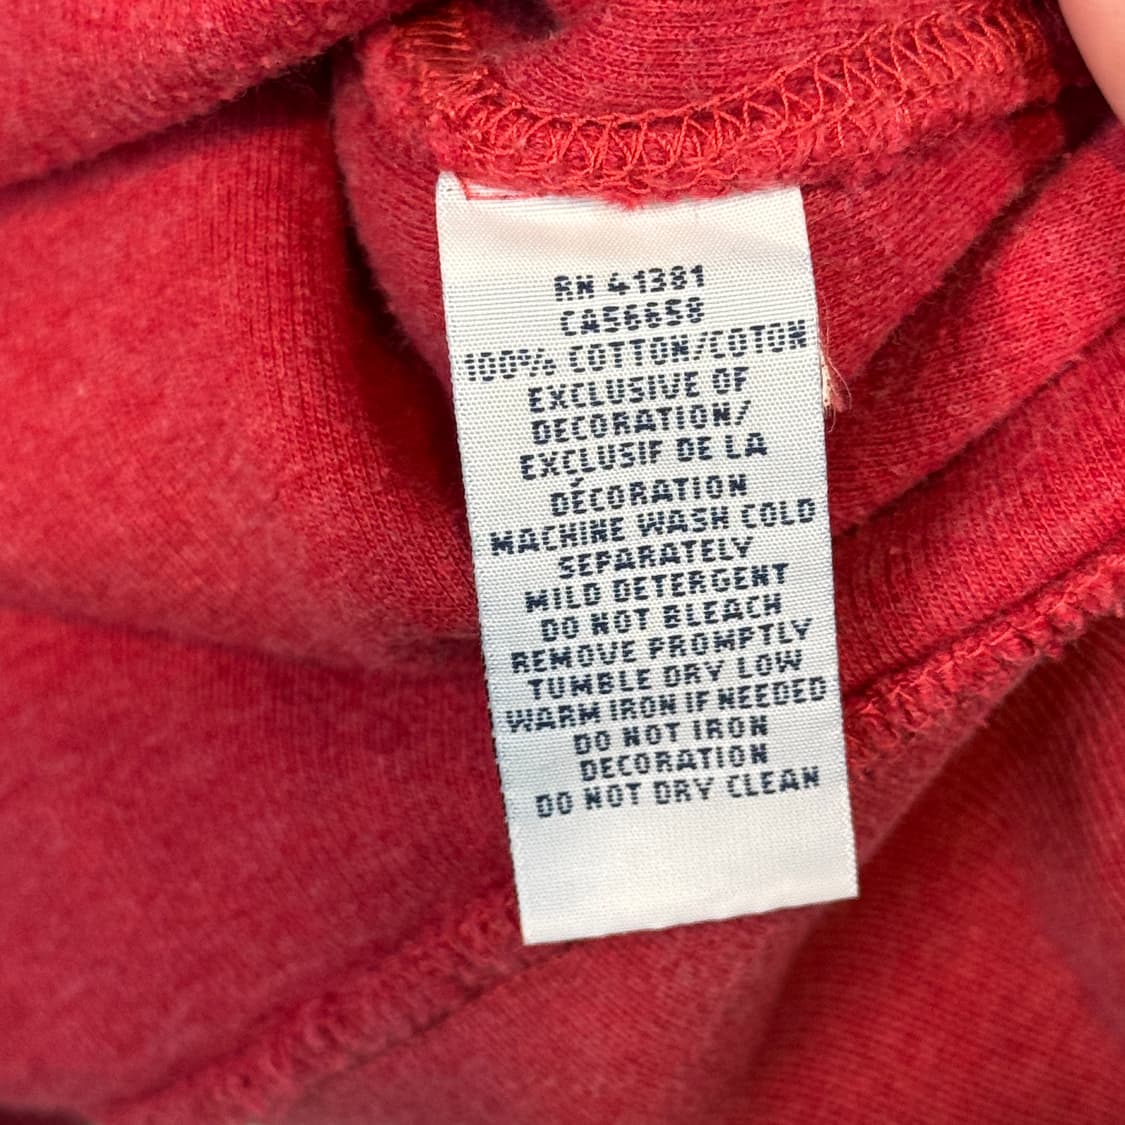 RN 41381
CA56658
100% COTTON/COTON
EXCLUSIVE OF
DECORATION/
EXCLUSIF DE LA
DÉCORATION
MACHINE WASH COLD
SEPARATELY
MILD DETERGENT
DO NOT BLEACH
REMOVE PROMPTLY
TUMBLE DRY LOW
WARM IRON IF NEEDED
DO NOT IRON
DECORATION
DO NOT DRY CLEAN